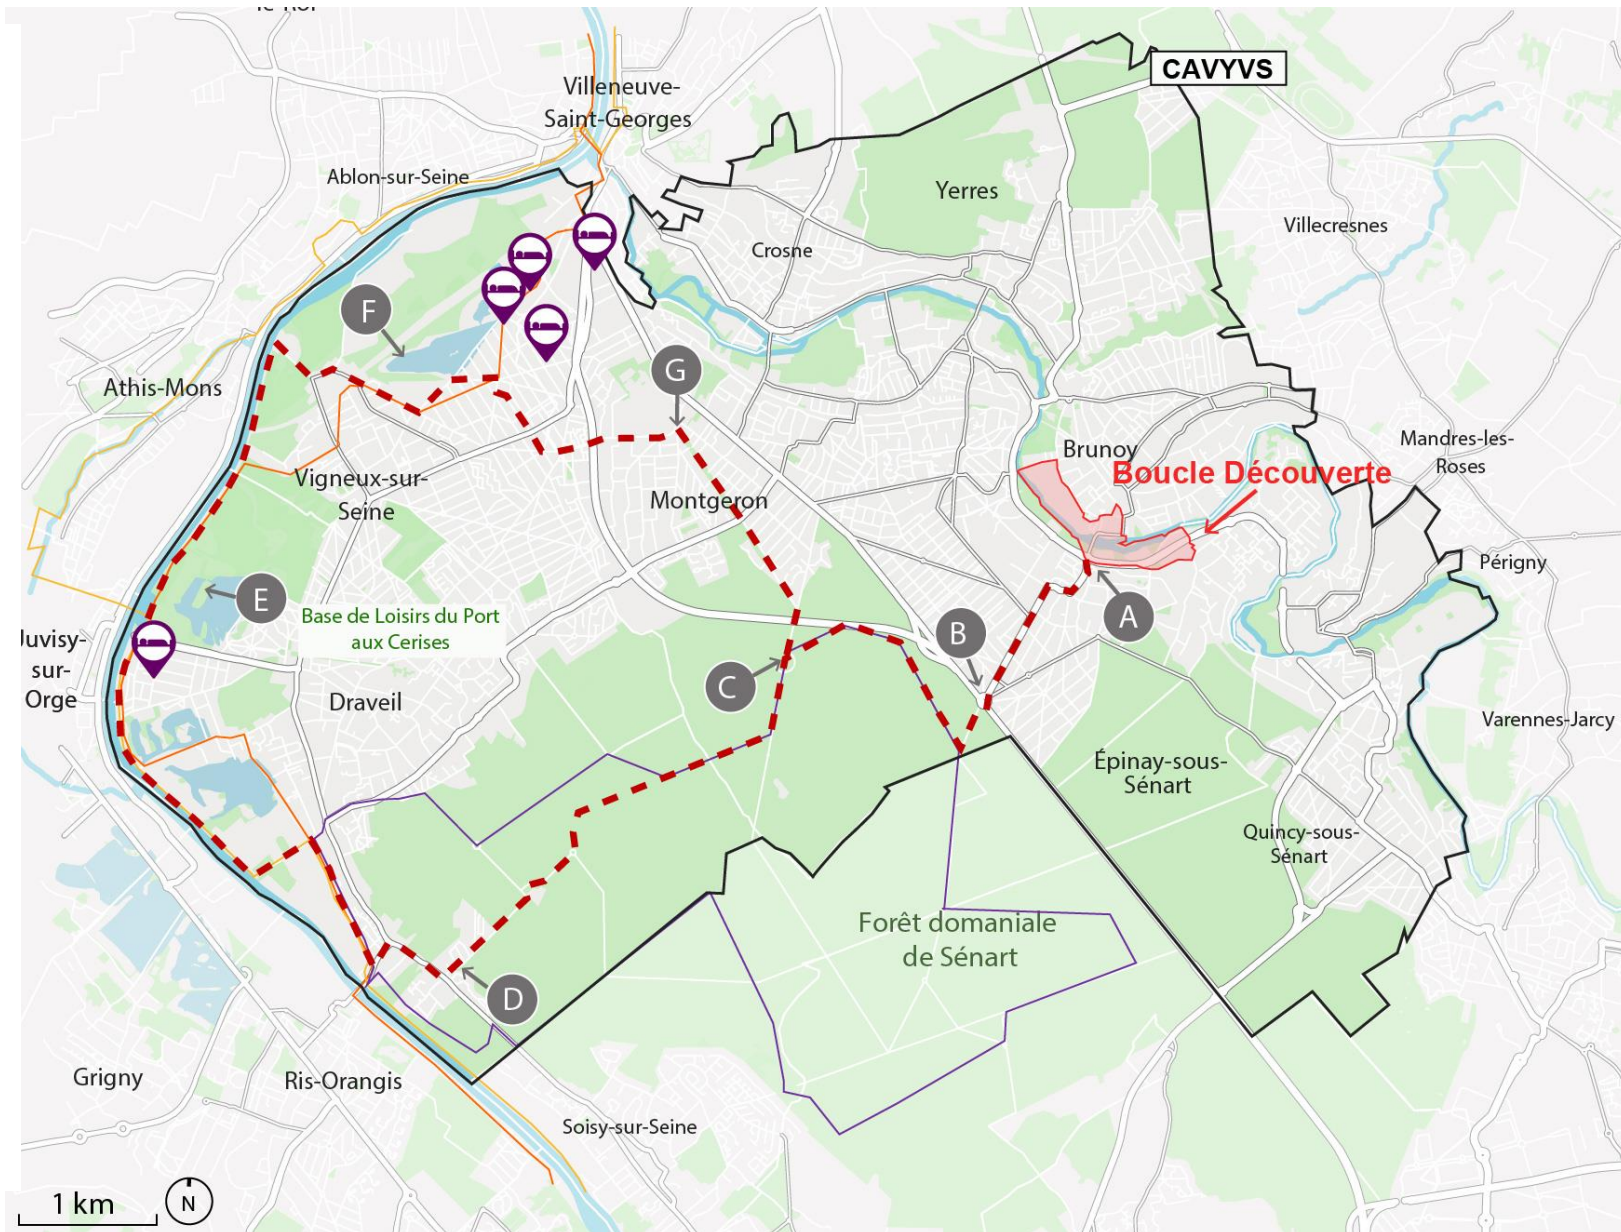 le-Roi
CAVYVS
Villeneuve-
Saint-Georges
Ablon-sur-Seine
Yerres
Villecresnes
Crosne
F
G
Athis-Mons
Brunoy
Mandres-les-
Roses
Boucle Découverte
Vigneux-sur-
Seine
Montgeron
Périgny
E
A
Base de Loisirs du Port
aux Cerises
B
Juvisy-
sur-
Orge
C
Draveil
Varennes-Jarcy
Épinay-sous-
Sénart
Quincy-sous-
Sénart
Forêt domaniale
de Sénart
D
Grigny
Ris-Orangis
Soisy-sur-Seine
1 km
N